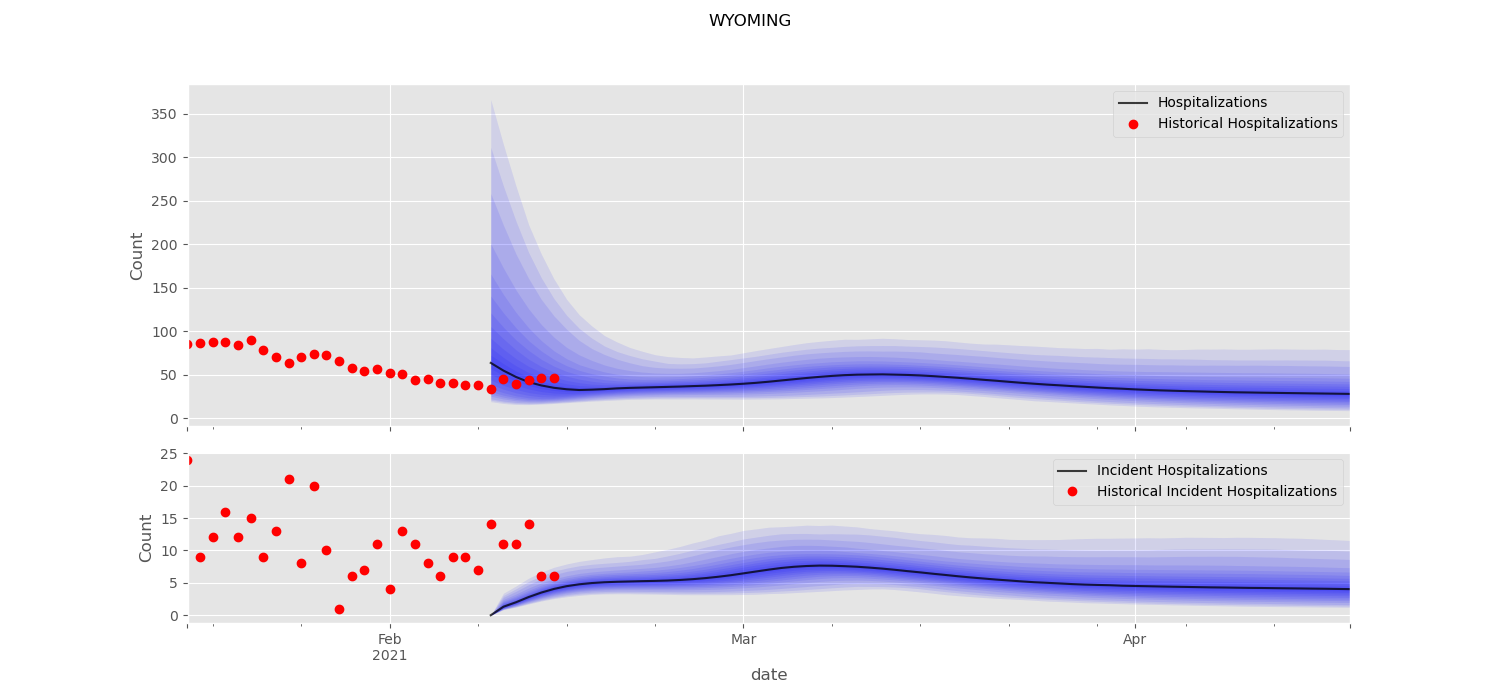 WYOMING
Hospitalizations
Historical Hospitalizations
350
300
250
200
150
100
50
0
Count
Incident Hospitalizations
Historical Incident Hospitalizations
25
20
15
10
5
0
Count
Feb
2021
Mar
Apr
date